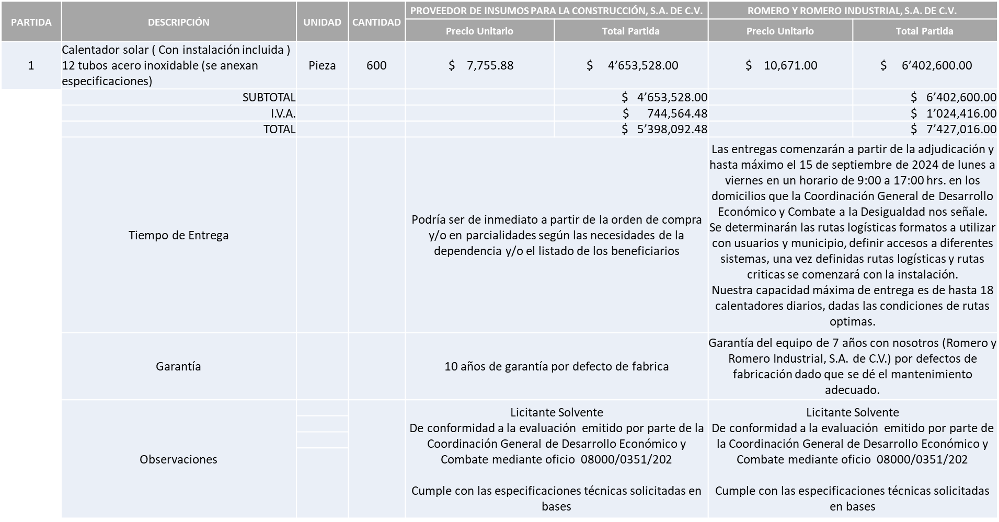 PARTIDA
DESCRIPCIÓN
UNIDAD
CANTIDAD
PROVEEDOR DE INSUMOS PARA LA CONSTRUCCIÓN, S.A. DE C.V.
ROMERO Y ROMERO INDUSTRIAL, S.A. DE C.V.
Precio Unitario
Total Partida
Precio Unitario
Total Partida
1
Calentador solar ( Con instalación incluida )
12 tubos acero inoxidable (se anexan
especificaciones)
Pieza
600
$ 7,755.88
$ 4’653,528.00
$ 10,671.00
$ 6’402,600.00
SUBTOTAL
$ 4’653,528.00
$ 6’402,600.00
I.V.A.
$ 744,564.48
$ 1’024,416.00
TOTAL
$ 5’398,092.48
$ 7’427,016.00
Tiempo de Entrega
Podría ser de inmediato a partir de la orden de compra
y/o en parcialidades según las necesidades de la
dependencia y/o el listado de los beneficiarios
Las entregas comenzarán a partir de la adjudicación y
hasta máximo el 15 de septiembre de 2024 de lunes a
viernes en un horario de 9:00 a 17:00 hrs. en los
domicilios que la Coordinación General de Desarrollo
Económico y Combate a la Desigualdad nos señale.
Se determinarán las rutas logísticas formatos a utilizar
con usuarios y municipio, definir accesos a diferentes
sistemas, una vez definidas rutas logísticas y rutas
criticas se comenzará con la instalación.
Nuestra capacidad máxima de entrega es de hasta 18
calentadores diarios, dadas las condiciones de rutas
optimas.
Garantía
10 años de garantía por defecto de fabrica
Garantía del equipo de 7 años con nosotros (Romero y
Romero Industrial, S.A. de C.V.) por defectos de
fabricación dado que se dé el mantenimiento
adecuado.
Observaciones
Licitante Solvente
De conformidad a la evaluación emitido por parte de la
Coordinación General de Desarrollo Económico y
Combate mediante oficio 08000/0351/202
Cumple con las especificaciones técnicas solicitadas en
bases
Licitante Solvente
De conformidad a la evaluación emitido por parte de
la Coordinación General de Desarrollo Económico y
Combate mediante oficio 08000/0351/202
Cumple con las especificaciones técnicas solicitadas
en bases